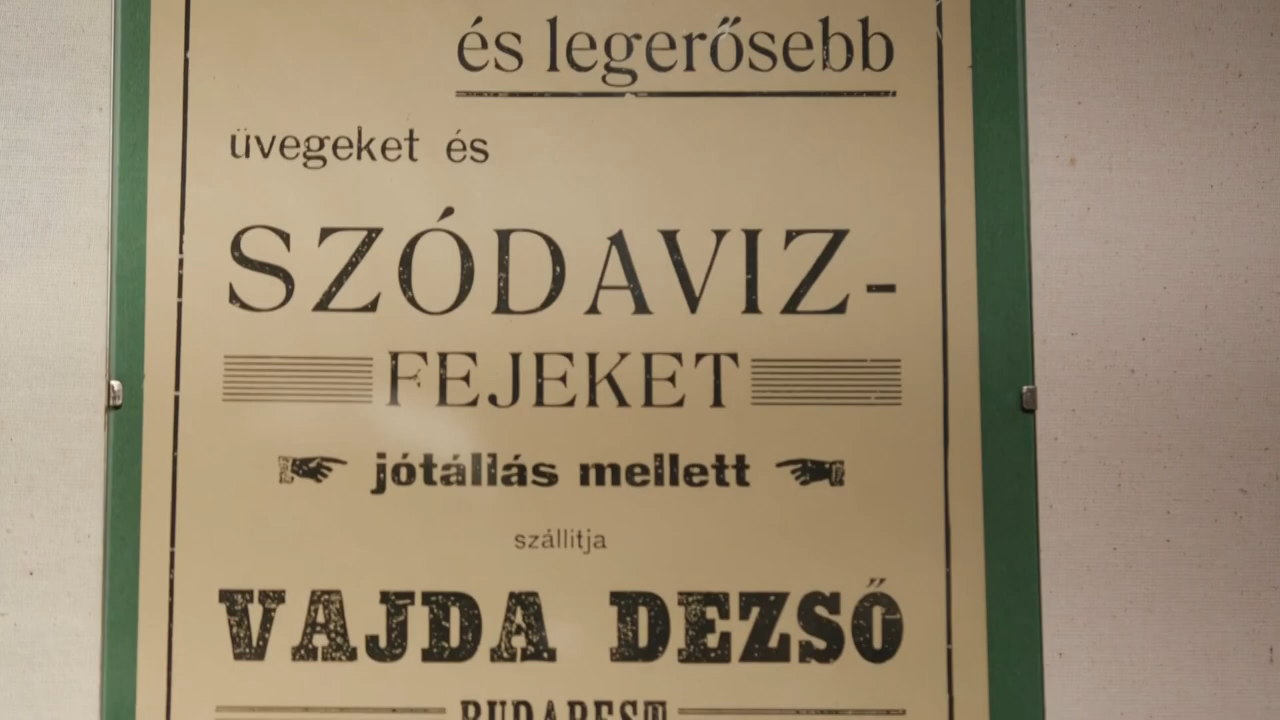 és legerősebb
üvegeket és
SZÓDAVIZ-
FEJEKET
jótállás mellett
szállitja
VAJDA DEZSŐ
BUDAPEST